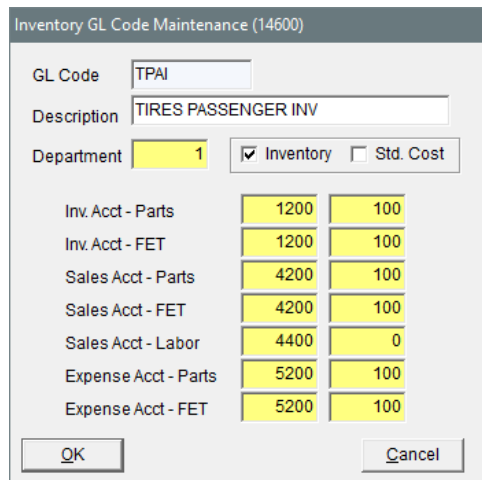 Inventory GL Code Maintenance (14600)
GL Code TPAI
Description TIRES PASSENGER INV
Department 1 Inventory Std. Cost
Inv. Acct - Parts 1200 100
Inv. Acct - FET 1200 100
Sales Acct - Parts 4200 100
Sales Acct - FET 4200 100
Sales Acct - Labor 4400 0
Expense Acct - Parts 5200 100
Expense Acct - FET 5200 100
OK Cancel